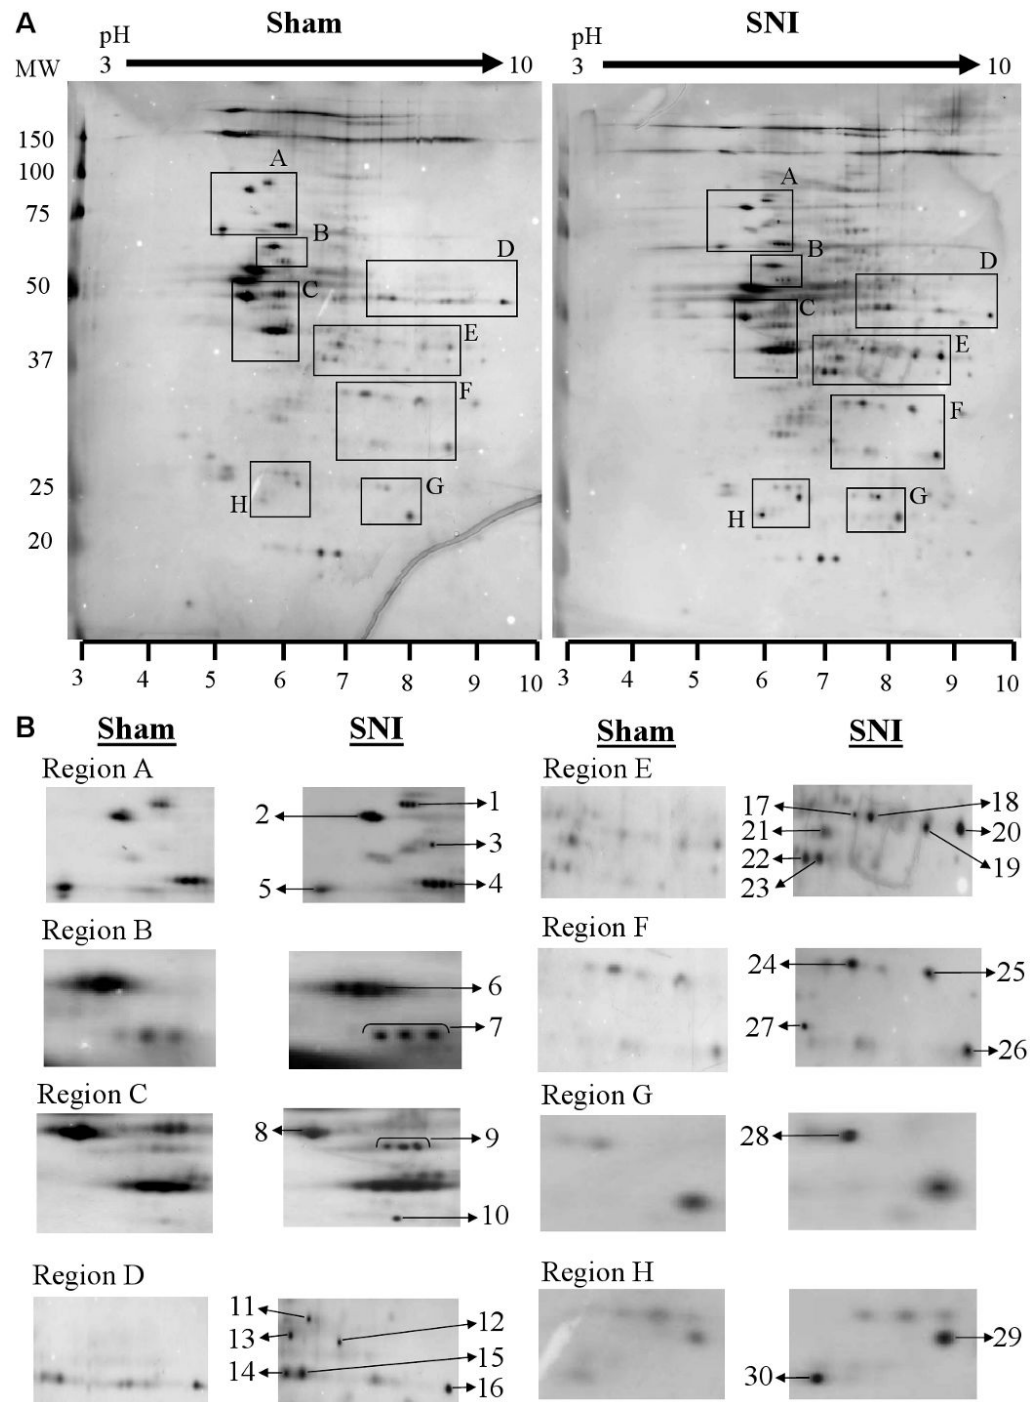 A Sham SNI
pH pH
MW 3 10 3 10
150
100
75
50
37
25
20
A
B
C
D
E
F
G
H
A
B
C
D
E
F
G
H
3 4 5 6 7 8 9 10 3 4 5 6 7 8 9 10
B Sham SNI Sham SNI
Region A
1
2
3
4
5
Region B
6
7
Region C
8
9
10
Region D
11
12
13
14
15
16
Region E
17
18
21
20
22
19
23
Region F
24
25
27
26
Region G
28
Region H
29
30